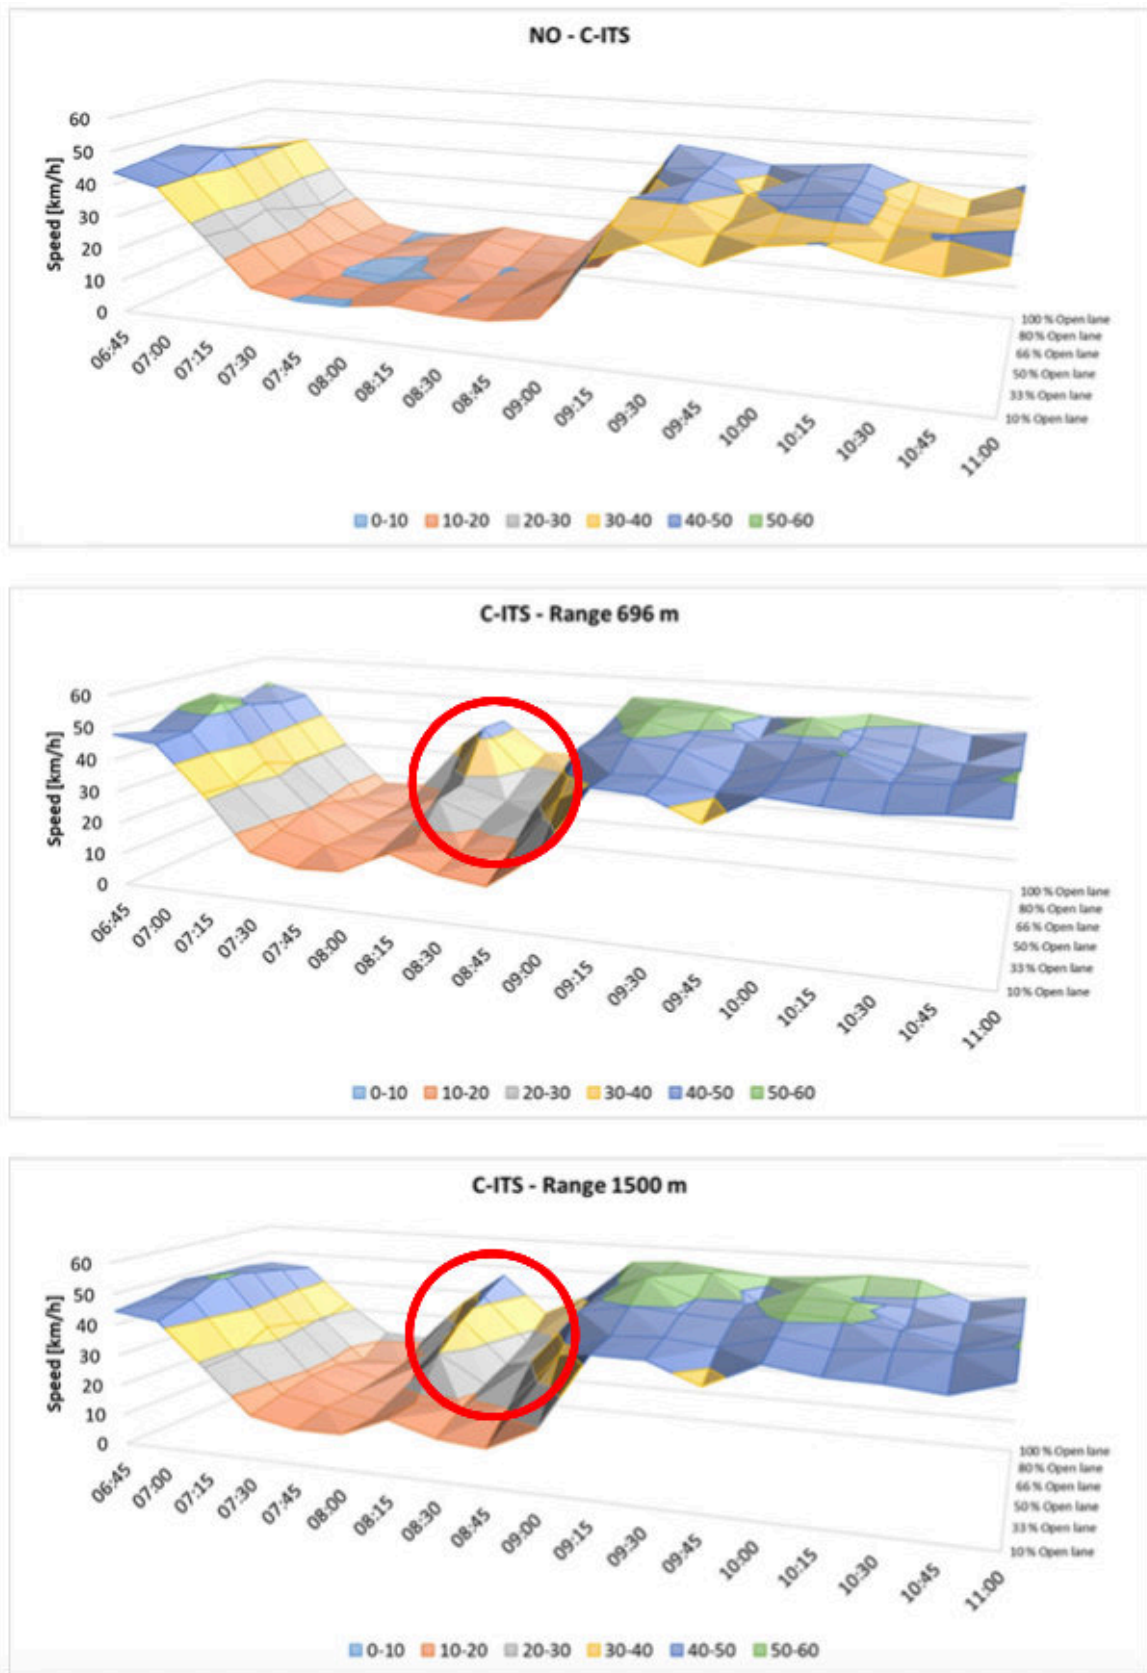 NO - C-ITS
Speed [km/h]
60
50
40
30
20
10
0
06:45
07:00
07:15
07:30
07:45
08:00
08:15
08:30
08:45
09:00
09:15
09:30
09:45
10:00
10:15
10:30
10:45
11:00
100 % Open lane
80 % Open lane
66 % Open lane
50 % Open lane
33 % Open lane
10 % Open lane
0-10 10-20 20-30 30-40 40-50 50-60
C-ITS - Range 696 m
Speed [km/h]
60
50
40
30
20
10
0
06:45
07:00
07:15
07:30
07:45
08:00
08:15
08:30
08:45
09:00
09:15
09:30
09:45
10:00
10:15
10:30
10:45
11:00
100 % Open lane
80 % Open lane
66 % Open lane
50 % Open lane
33 % Open lane
10 % Open lane
0-10 10-20 20-30 30-40 40-50 50-60
C-ITS - Range 1500 m
Speed [km/h]
60
50
40
30
20
10
0
06:45
07:00
07:15
07:30
07:45
08:00
08:15
08:30
08:45
09:00
09:15
09:30
09:45
10:00
10:15
10:30
10:45
11:00
100 % Open lane
80 % Open lane
66 % Open lane
50 % Open lane
33 % Open lane
10 % Open lane
0-10 10-20 20-30 30-40 40-50 50-60